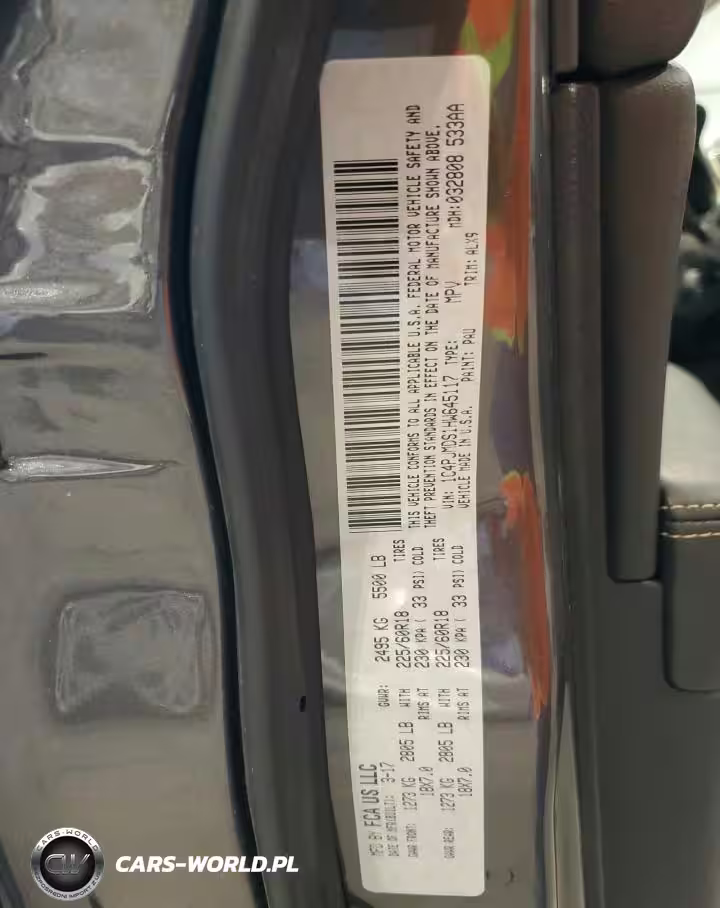 MFD BY FCA US LLC
DATE OF MFR(BUILT): 3-17 GVWR: 2495 KG 5500 LB
GAWR FRONT: 1273 KG 2805 LB WITH 225/60R18 TIRES
18X7.0 RIMS AT 230 KPA ( 33 PSI) COLD
GAWR REAR: 1273 KG 2805 LB WITH 225/60R18 TIRES
18X7.0 RIMS AT 230 KPA ( 33 PSI) COLD
THIS VEHICLE CONFORMS TO ALL APPLICABLE U.S.A. FEDERAL MOTOR VEHICLE SAFETY AND
THEFT PREVENTION STANDARDS IN EFFECT ON THE DATE OF MANUFACTURE SHOWN ABOVE.
VIN: 1C4PJMDS1HW645117 TYPE: MPV MDH:032808 533AA
VEHICLE MADE IN U.S.A. PAINT: PAU TRIM: ALX9
CARS-WORLD
CW
CARS-WORLD.PL